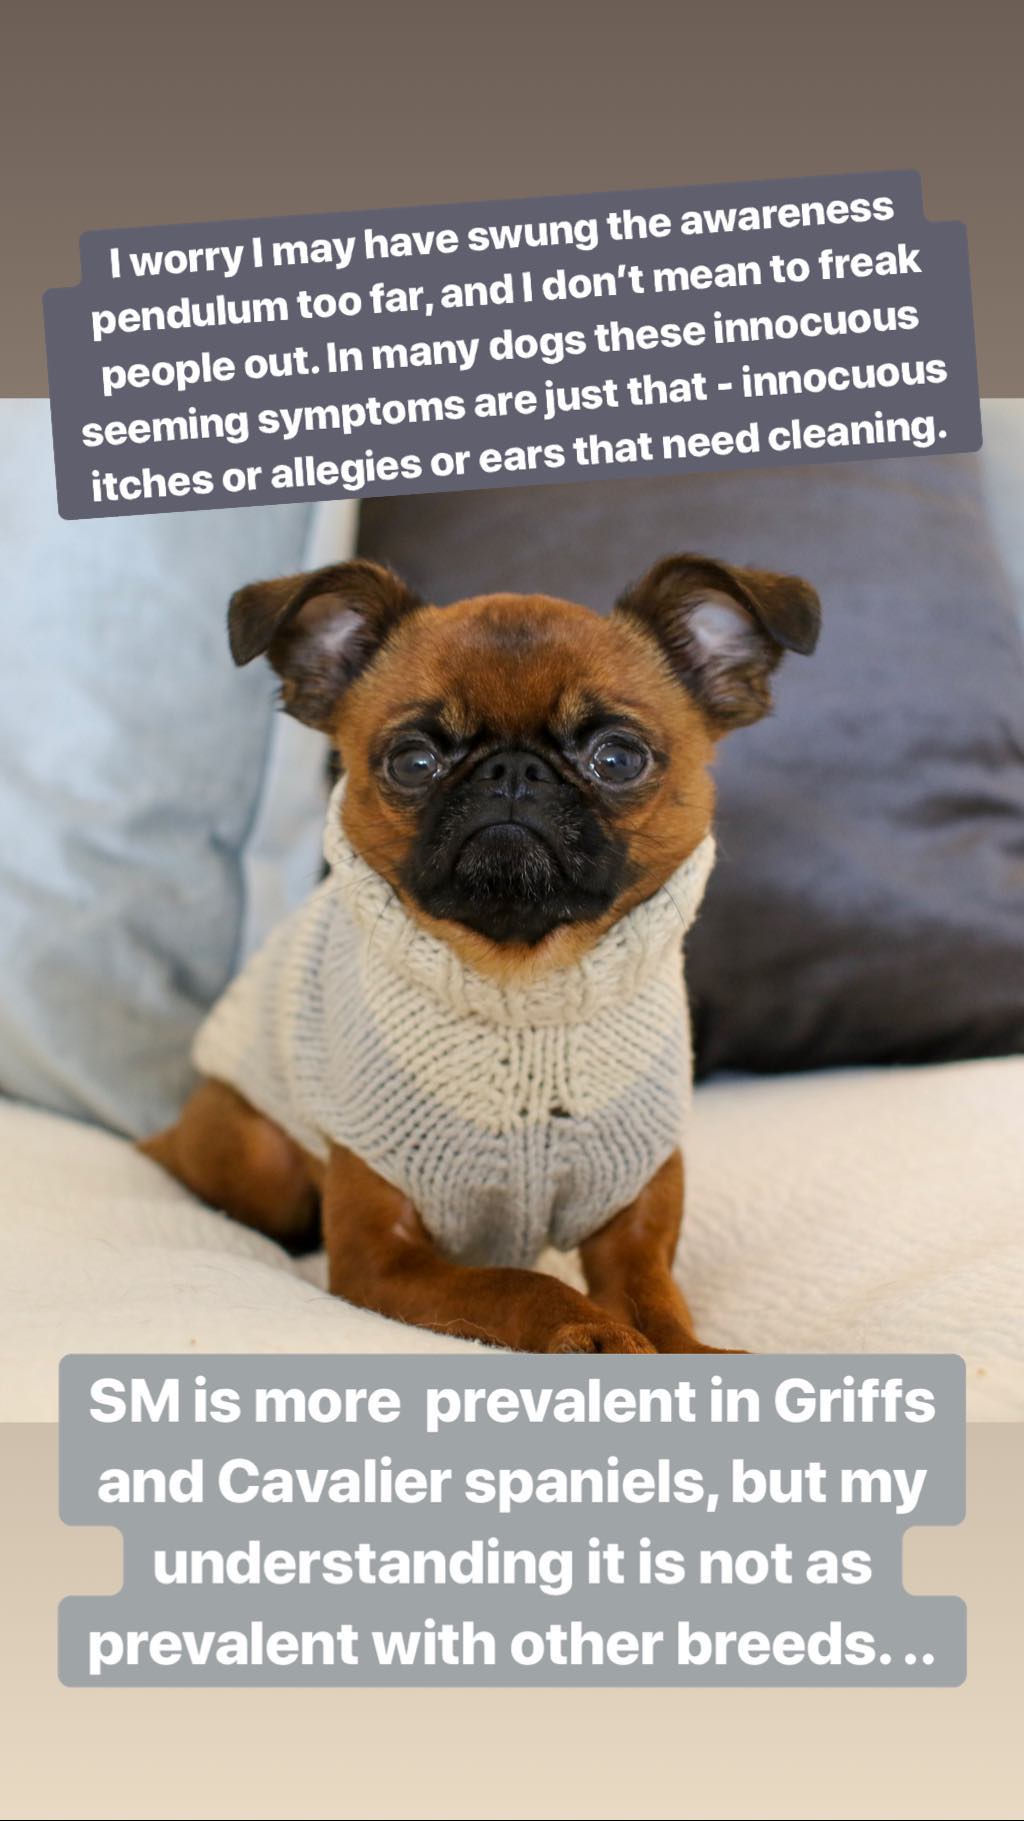 I worry I may have swung the awareness
pendulum too far, and I don’t mean to freak
people out. In many dogs these innocuous
seeming symptoms are just that - innocuous
itches or allegies or ears that need cleaning.
SM is more  prevalent in Griffs
and Cavalier spaniels, but my
understanding it is not as
prevalent with other breeds. ..